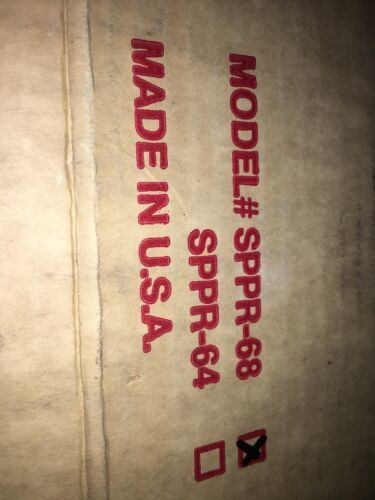 MODEL# SPPR-68
SPPR-64
MADE IN U.S.A.